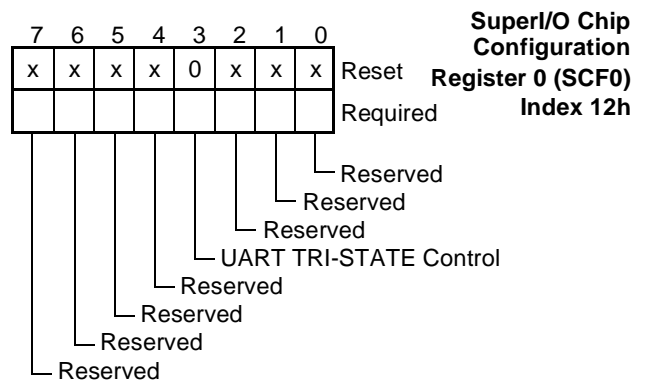 SuperI/O Chip
Configuration
Register 0 (SCF0)
Index 12h
7 6 5 4 3 2 1 0
x x x x 0 x x x Reset
Required
Reserved
Reserved
Reserved
UART TRI-STATE Control
Reserved
Reserved
Reserved
Reserved